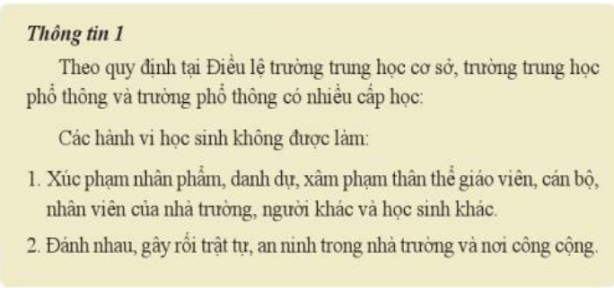 Thông tin 1
Theo quy định tại Điều lệ trường trung học cơ sở, trường trung học
phổ thông và trường phổ thông có nhiều cấp học:
Các hành vi học sinh không được làm:
1. Xúc phạm nhân phẩm, danh dự, xâm phạm thân thể giáo viên, cán bộ,
nhân viên của nhà trường, người khác và học sinh khác.
2. Đánh nhau, gây rối trật tự, an ninh trong nhà trường và nơi công cộng.